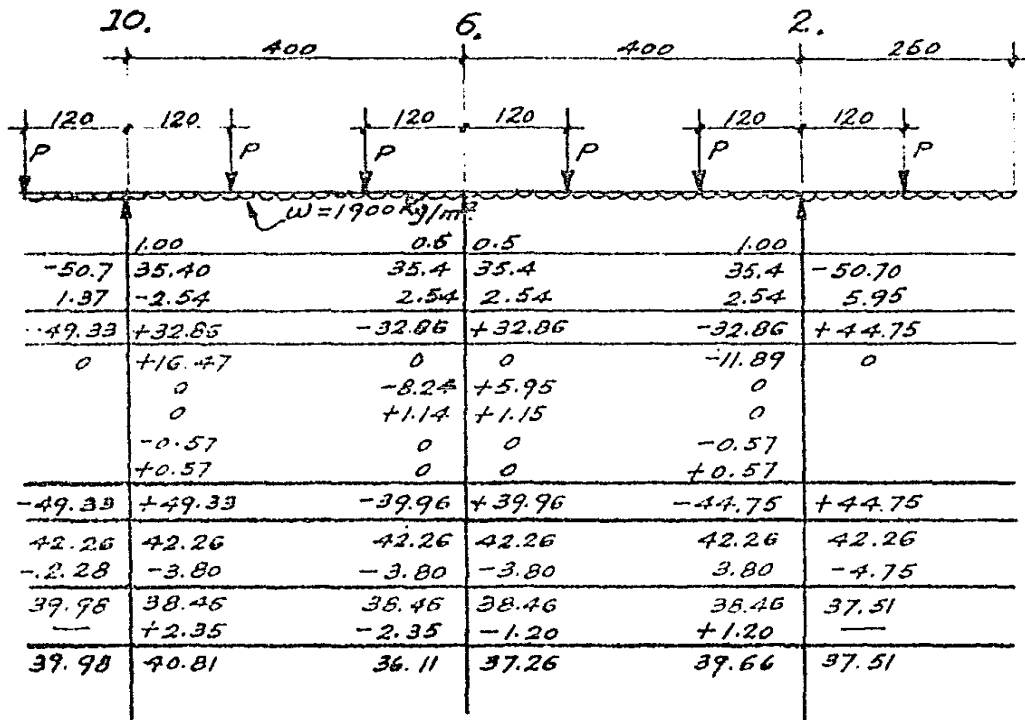 10. 6. 2.
400 400 250
120 120 120 120 120 120
P P P P P P
w=1900 kg/m²
1.00 0.5 0.5 1.00
-50.7 35.40 35.4 35.4 35.4 -50.70
1.37 -2.54 2.54 2.54 2.54 5.95
-49.33 +32.85 -32.86 +32.86 -32.86 +44.75
0 +16.47 0 0 -11.89 0
0 -8.24 +5.95 0
0 +1.14 +1.15 0
-0.57 0 0 -0.57
+0.57 0 0 +0.57
-49.33 +49.33 -39.96 +39.96 -44.75 +44.75
42.26 42.26 42.26 42.26 42.26 42.26
-2.28 -3.80 -3.80 -3.80 3.80 -4.75
39.98 38.46 38.46 38.46 38.46 37.51
— +2.35 -2.35 -1.20 +1.20 —
39.98 40.81 36.11 37.26 39.66 37.51